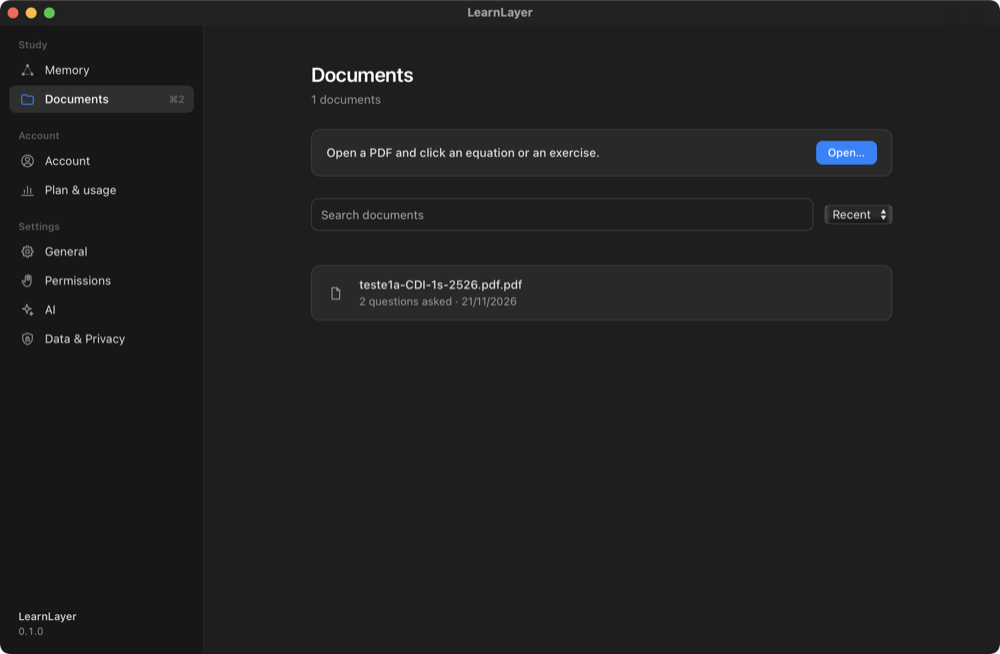 LearnLayer
Study
Memory
Documents ⌘2
Account
Account
Plan & usage
Settings
General
Permissions
AI
Data & Privacy
LearnLayer
0.1.0
Documents
1 documents
Open a PDF and click an equation or an exercise.
Open...
Search documents
Recent
teste1a-CDI-1s-2526.pdf.pdf
2 questions asked · 21/11/2026